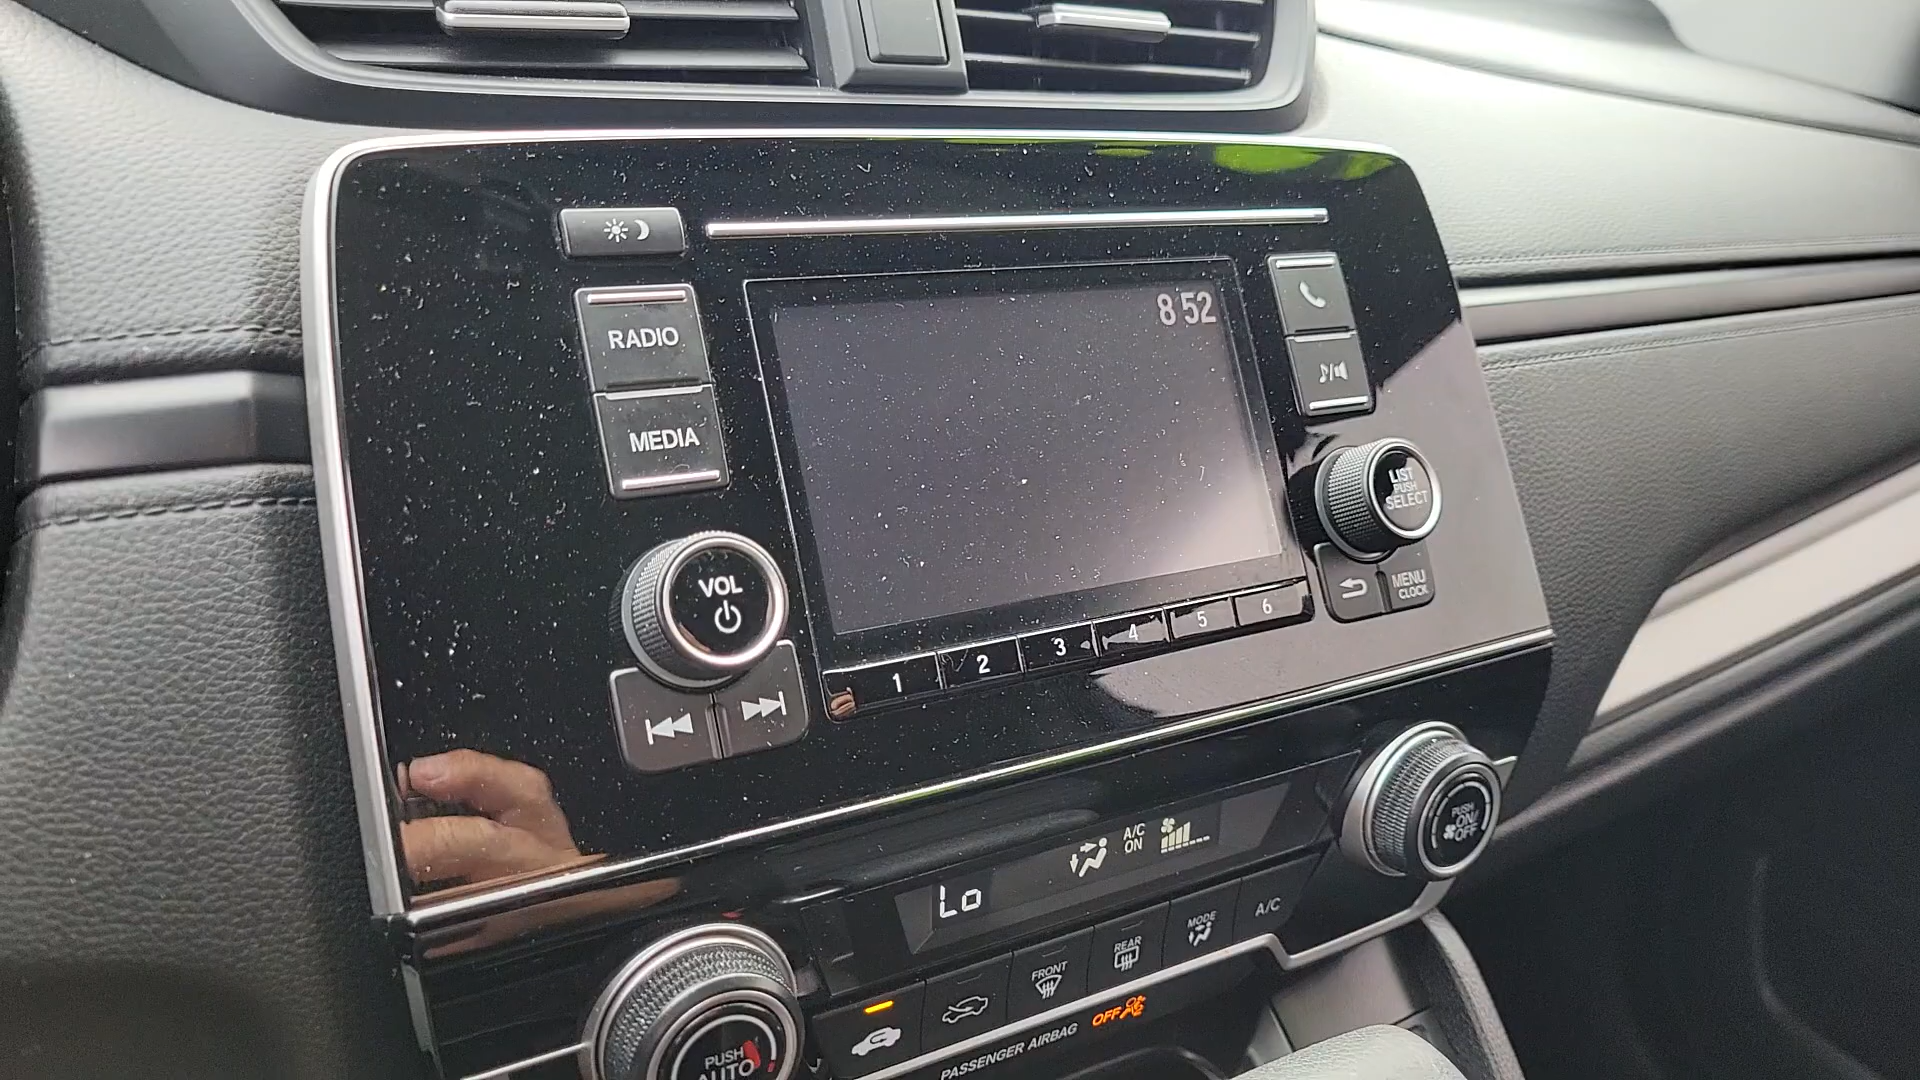 8:52
RADIO
MEDIA
LIST
PUSH
SELECT
VOL
MENU
CLOCK
1 2 3 4 5 6
PUSH
ON/
OFF
A/C
ON
Lo
MODE
A/C
REAR
FRONT
PUSH
AUTO
PASSENGER AIRBAG
OFF